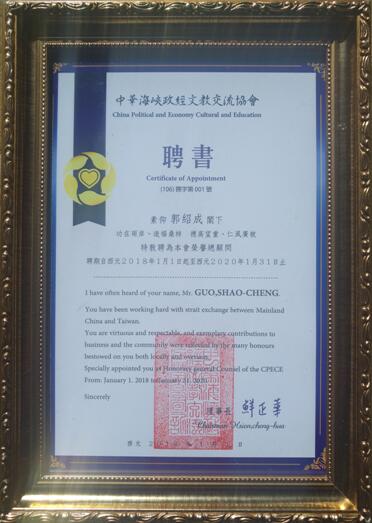 中華海峽政經文教交流協會
China Political and Economy Cultural and Education
聘書
Certificate of Appointment
(106)聘字第001號
素仰 郭紹成 閣下
功在兩岸、造福桑梓 德高望重、仁風廣被
特敦聘為本會榮譽總顧問
聘期自西元2018年1月1日起至西元2020年1月31日止
I have often heard of your name, Mr. GUO,SHAO-CHENG.
You have been working hard with strait exchange between Mainland
China and Taiwan.
You are virtuous and respectable, and exemplary contributions to
business and the community were reflected by the many honours
bestowed on you both locally and oversais.
Specially appointed you at Honorary general Counsel of the CPECE
From: January 1. 2018 to January 31. 2020
Sincerely
理事長
Chairman Hsien,cheng-hua
西元